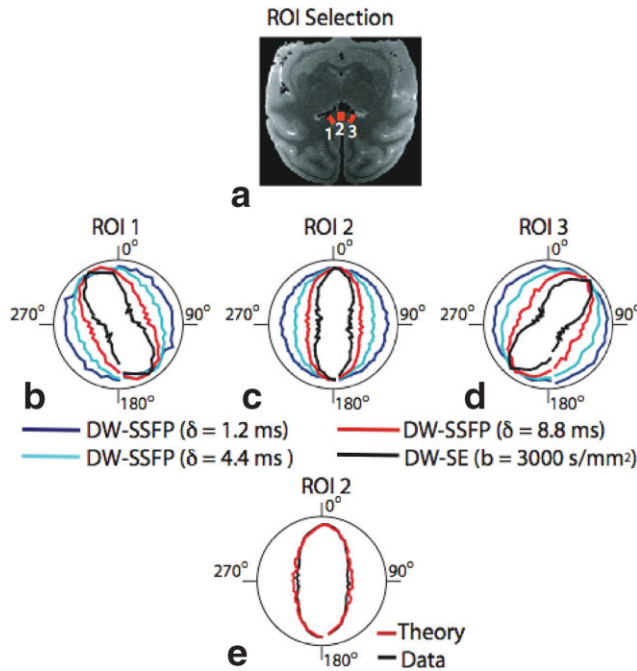 ROI Selection
1 2 3
a
ROI 1 ROI 2 ROI 3
0° 0° 0°
270° 90° 270° 90° 270° 90°
180° 180° 180°
b c d
DW-SSFP (δ = 1.2 ms) DW-SSFP (δ = 8.8 ms)
DW-SSFP (δ = 4.4 ms ) DW-SE (b = 3000 s/mm²)
ROI 2
0°
270° 90°
Theory
180° Data
e